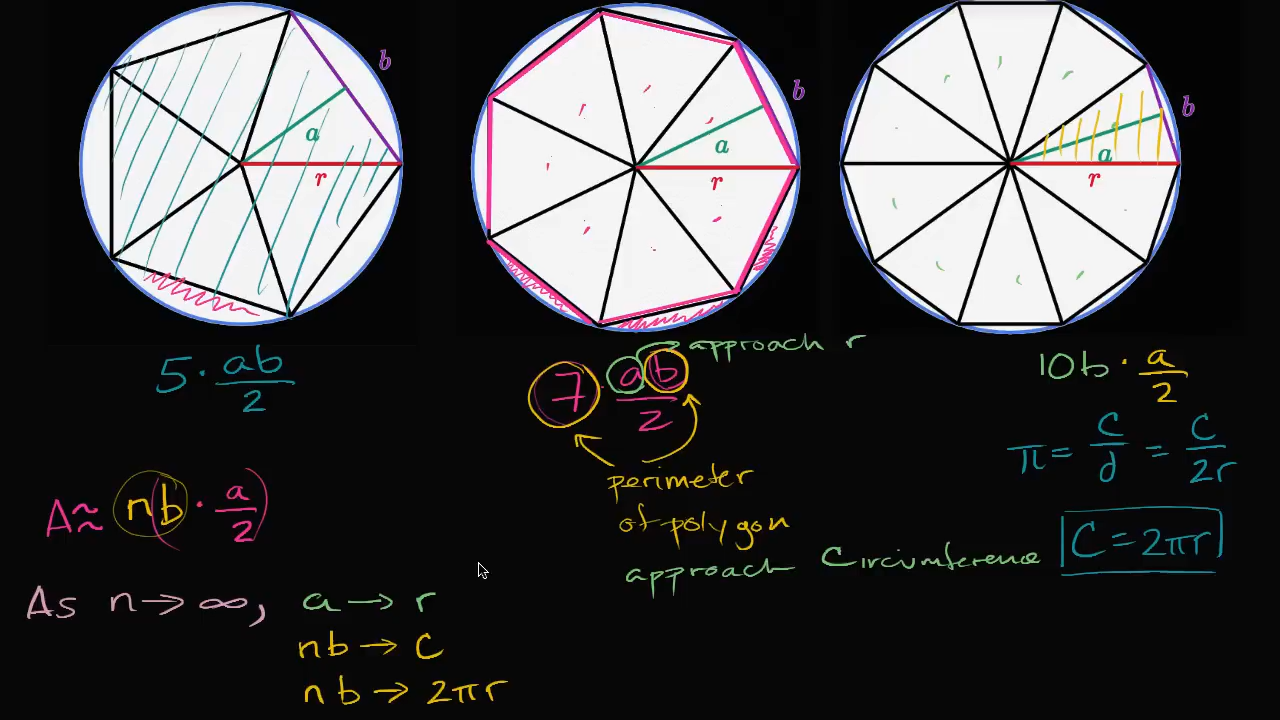 b
a
r
b
a
r
b
a
r
5 · ab/2
7 · ab/2
approach r
10b · a/2
π = C/d = C/2r
perimeter
of polygon
approach Circumference
C = 2πr
A ≈ nb · a/2
As n → ∞, a → r
nb → C
nb → 2πr